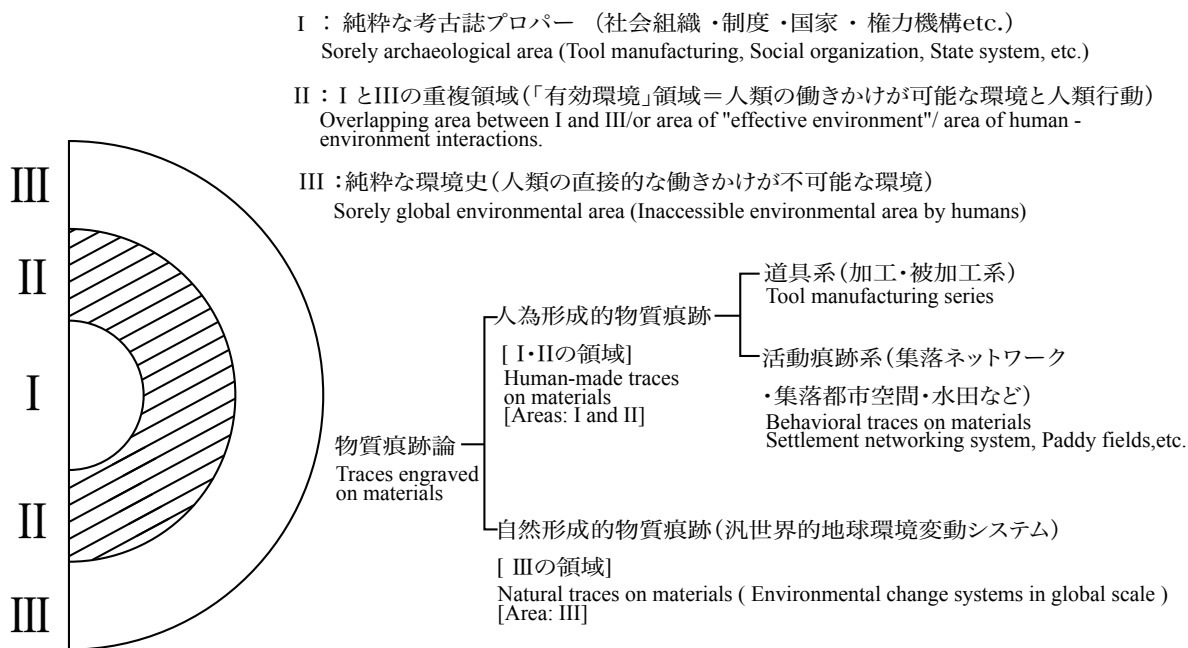 I ： 純粋な考古誌プロパー （社会組織・制度・国家・権力機構etc.）
Sorely archaeological area (Tool manufacturing, Social organization, State system, etc.)
II：I とIIIの重複領域（「有効環境」領域＝人類の働きかけが可能な環境と人類行動）
Overlapping area between I and III/or area of "effective environment"/ area of human -
environment interactions.
III：純粋な環境史（人類の直接的な働きかけが不可能な環境）
Sorely global environmental area (Inaccessible environmental area by humans)
III
II
I
II
III
物質痕跡論
Traces engraved
on materials
人為形成的物質痕跡
[ I・IIの領域]
Human-made traces
on materials
[Areas: I and II]
道具系（加工・被加工系）
Tool manufacturing series
活動痕跡系（集落ネットワーク
・集落都市空間・水田など）
Behavioral traces on materials
Settlement networking system, Paddy fields,etc.
自然形成的物質痕跡（汎世界的地球環境変動システム）
[ IIIの領域]
Natural traces on materials ( Environmental change systems in global scale )
[Area: III]